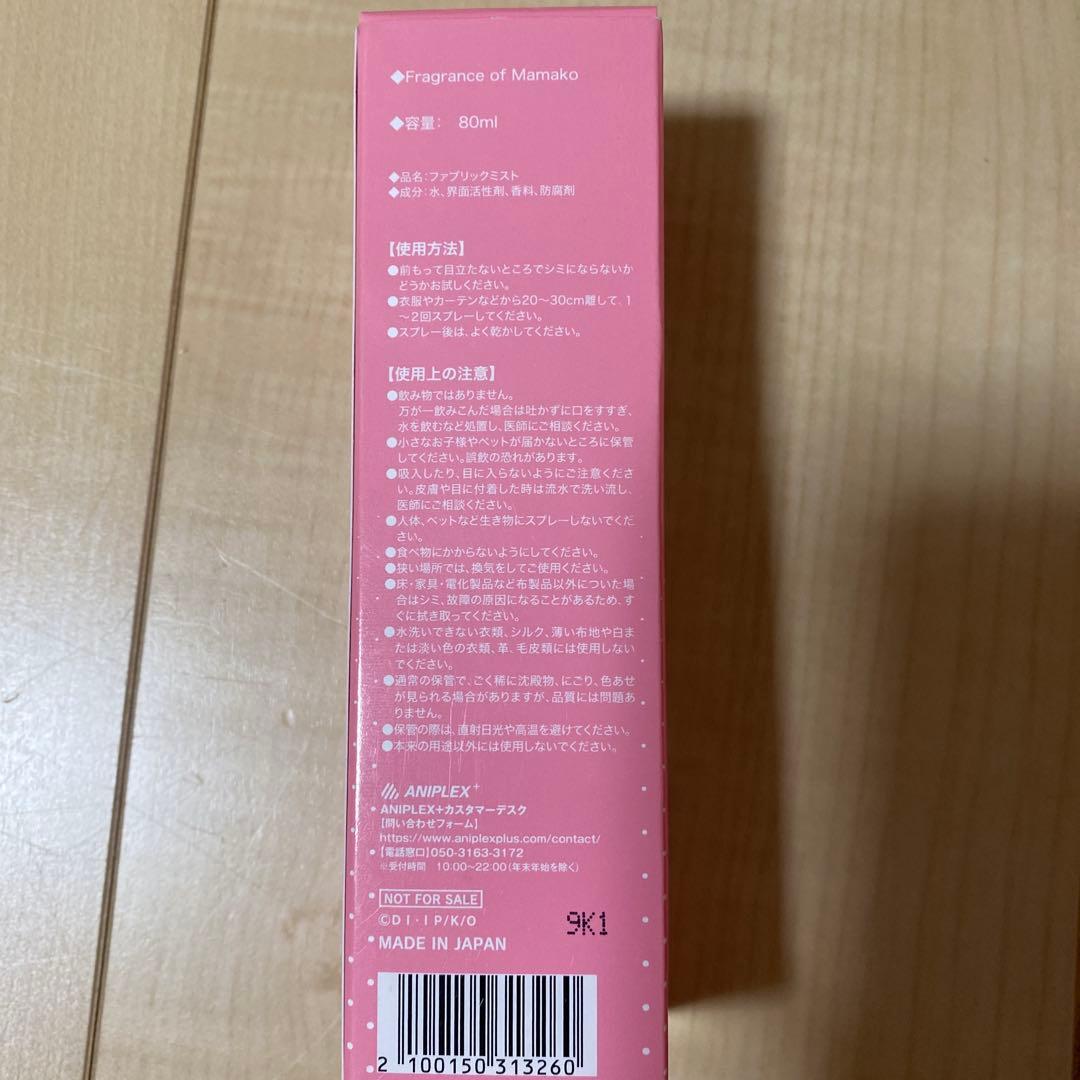 ◆Fragrance of Mamako
◆容量： 80ml
◆品名：ファブリックミスト
◆成分：水、界面活性剤、香料、防腐剤
【使用方法】
●前もって目立たないところでシミにならないか
どうかお試しください。
●衣服やカーテンなどから20〜30cm離して、1
〜2回スプレーしてください。
●スプレー後は、よく乾かしてください。
【使用上の注意】
●飲み物ではありません。
万が一飲みこんだ場合は吐かずに口をすすぎ、
水を飲むなど処置し、医師にご相談ください。
●小さなお子様やペットが届かないところに保管
してください。誤飲の恐れがあります。
●吸入したり、目に入らないようにご注意くださ
い。皮膚や目に付着した時は流水で洗い流し、
医師にご相談ください。
●人体、ペットなど生き物にスプレーしないでくだ
さい。
●食べ物にかからないようにしてください。
●狭い場所では、換気をしてご使用ください。
●床・家具・電化製品など布製品以外についた場
合はシミ、故障の原因になることがあるため、す
ぐに拭き取ってください。
●水洗いできない衣類、シルク、薄い布地や白ま
たは淡い色の衣類、革、毛皮類には使用しない
でください。
●通常の保管で、ごく稀に沈殿物、にごり、色あせ
が見られる場合がありますが、品質には問題あ
りません。
●保管の際は、直射日光や高温を避けてください。
●本来の用途以外には使用しないでください。
ANIPLEX+
ANIPLEX+カスタマーデスク
【問い合わせフォーム】
https://www.aniplexplus.com/contact/
【電話窓口】050-3163-3172
※受付時間 10:00〜22:00（年末年始を除く）
NOT FOR SALE
©DI・IP/K/O
9K1
MADE IN JAPAN
2 100150 313260